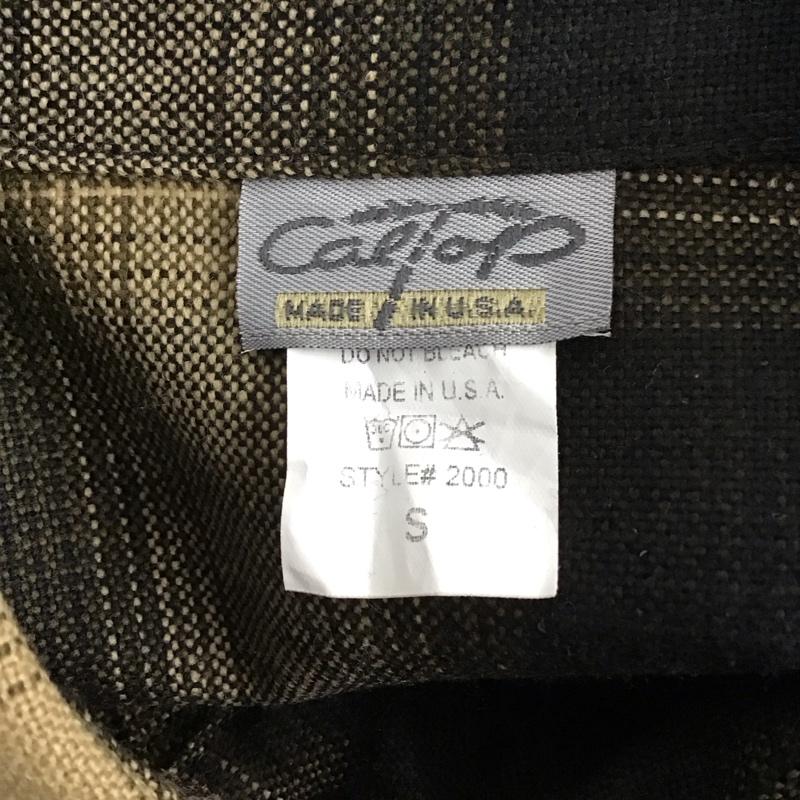 CalTop
MADE IN U.S.A.
DO NOT BLEACH
MADE IN U.S.A.
STYLE# 2000
S